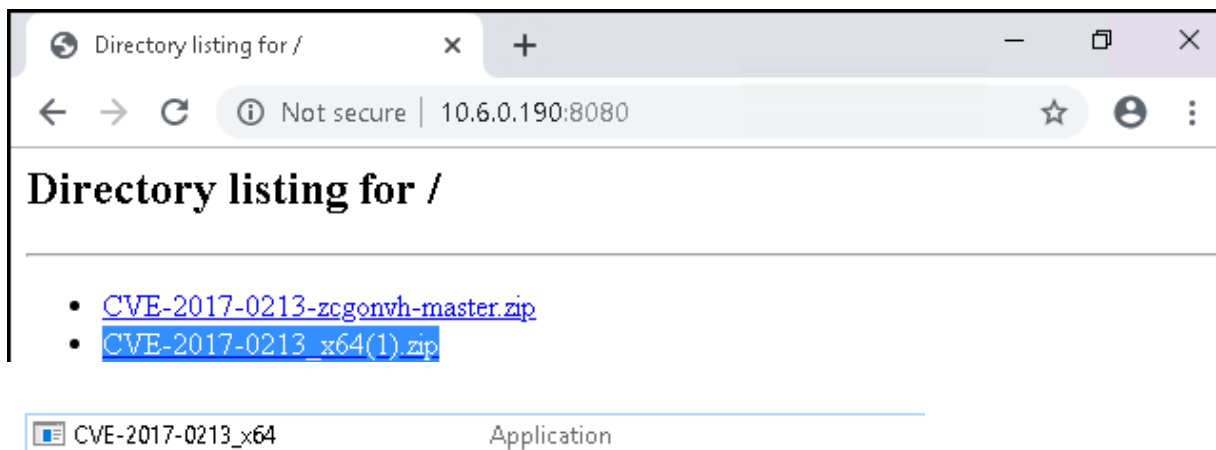 Directory listing for /
Not secure | 10.6.0.190:8080
Directory listing for /
CVE-2017-0213-zcgonvh-master.zip
CVE-2017-0213_x64(1).zip
CVE-2017-0213_x64 Application